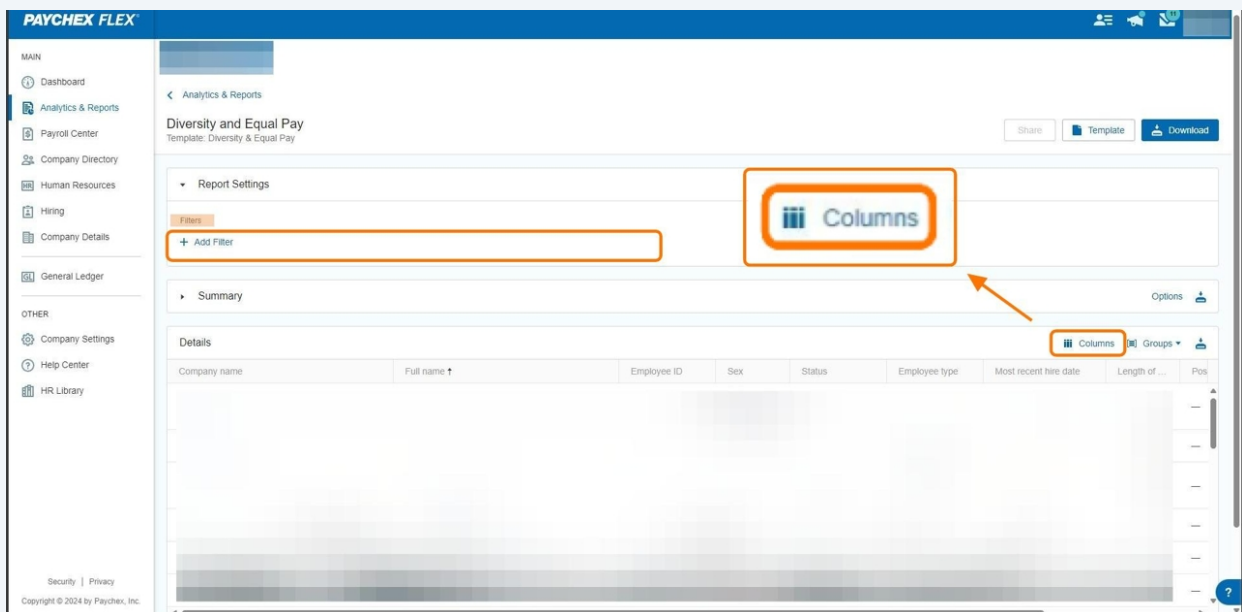 PAYCHEX FLEX®
11
MAIN
Dashboard
Analytics & Reports
Payroll Center
Company Directory
HR Human Resources
Hiring
Company Details
GL General Ledger
OTHER
Company Settings
Help Center
HR Library
Security | Privacy
Copyright © 2024 by Paychex, Inc.
Analytics & Reports
Diversity and Equal Pay
Template: Diversity & Equal Pay
Share Template Download
Report Settings
Filters
+ Add Filter
Columns
Summary Options
Details Columns Groups
Company name Full name Employee ID Sex Status Employee type Most recent hire date Length of ... Pos
—
—
—
—
—
—
?